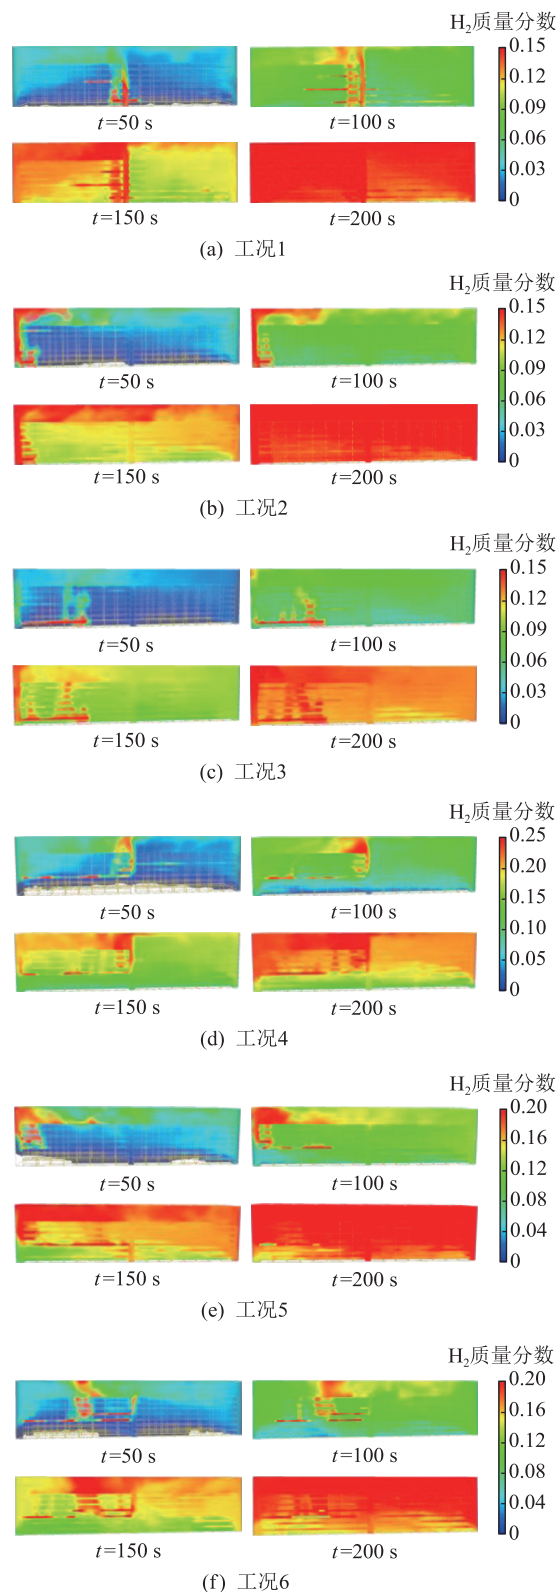 H₂质量分数
0.15
0.12
0.09
0.06
0.03
0
t=50 s
t=100 s
t=150 s
t=200 s
(a) 工况1
H₂质量分数
0.15
0.12
0.09
0.06
0.03
0
t=50 s
t=100 s
t=150 s
t=200 s
(b) 工况2
H₂质量分数
0.15
0.12
0.09
0.06
0.03
0
t=50 s
t=100 s
t=150 s
t=200 s
(c) 工况3
H₂质量分数
0.25
0.20
0.15
0.10
0.05
0
t=50 s
t=100 s
t=150 s
t=200 s
(d) 工况4
H₂质量分数
0.20
0.16
0.12
0.08
0.04
0
t=50 s
t=100 s
t=150 s
t=200 s
(e) 工况5
H₂质量分数
0.20
0.16
0.12
0.08
0.04
0
t=50 s
t=100 s
t=150 s
t=200 s
(f) 工况6